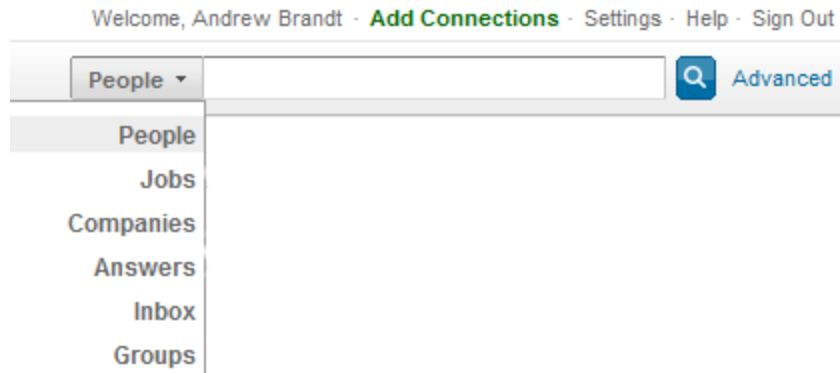 Welcome, Andrew Brandt · Add Connections · Settings · Help · Sign Out
People Advanced
People
Jobs
Companies
Answers
Inbox
Groups